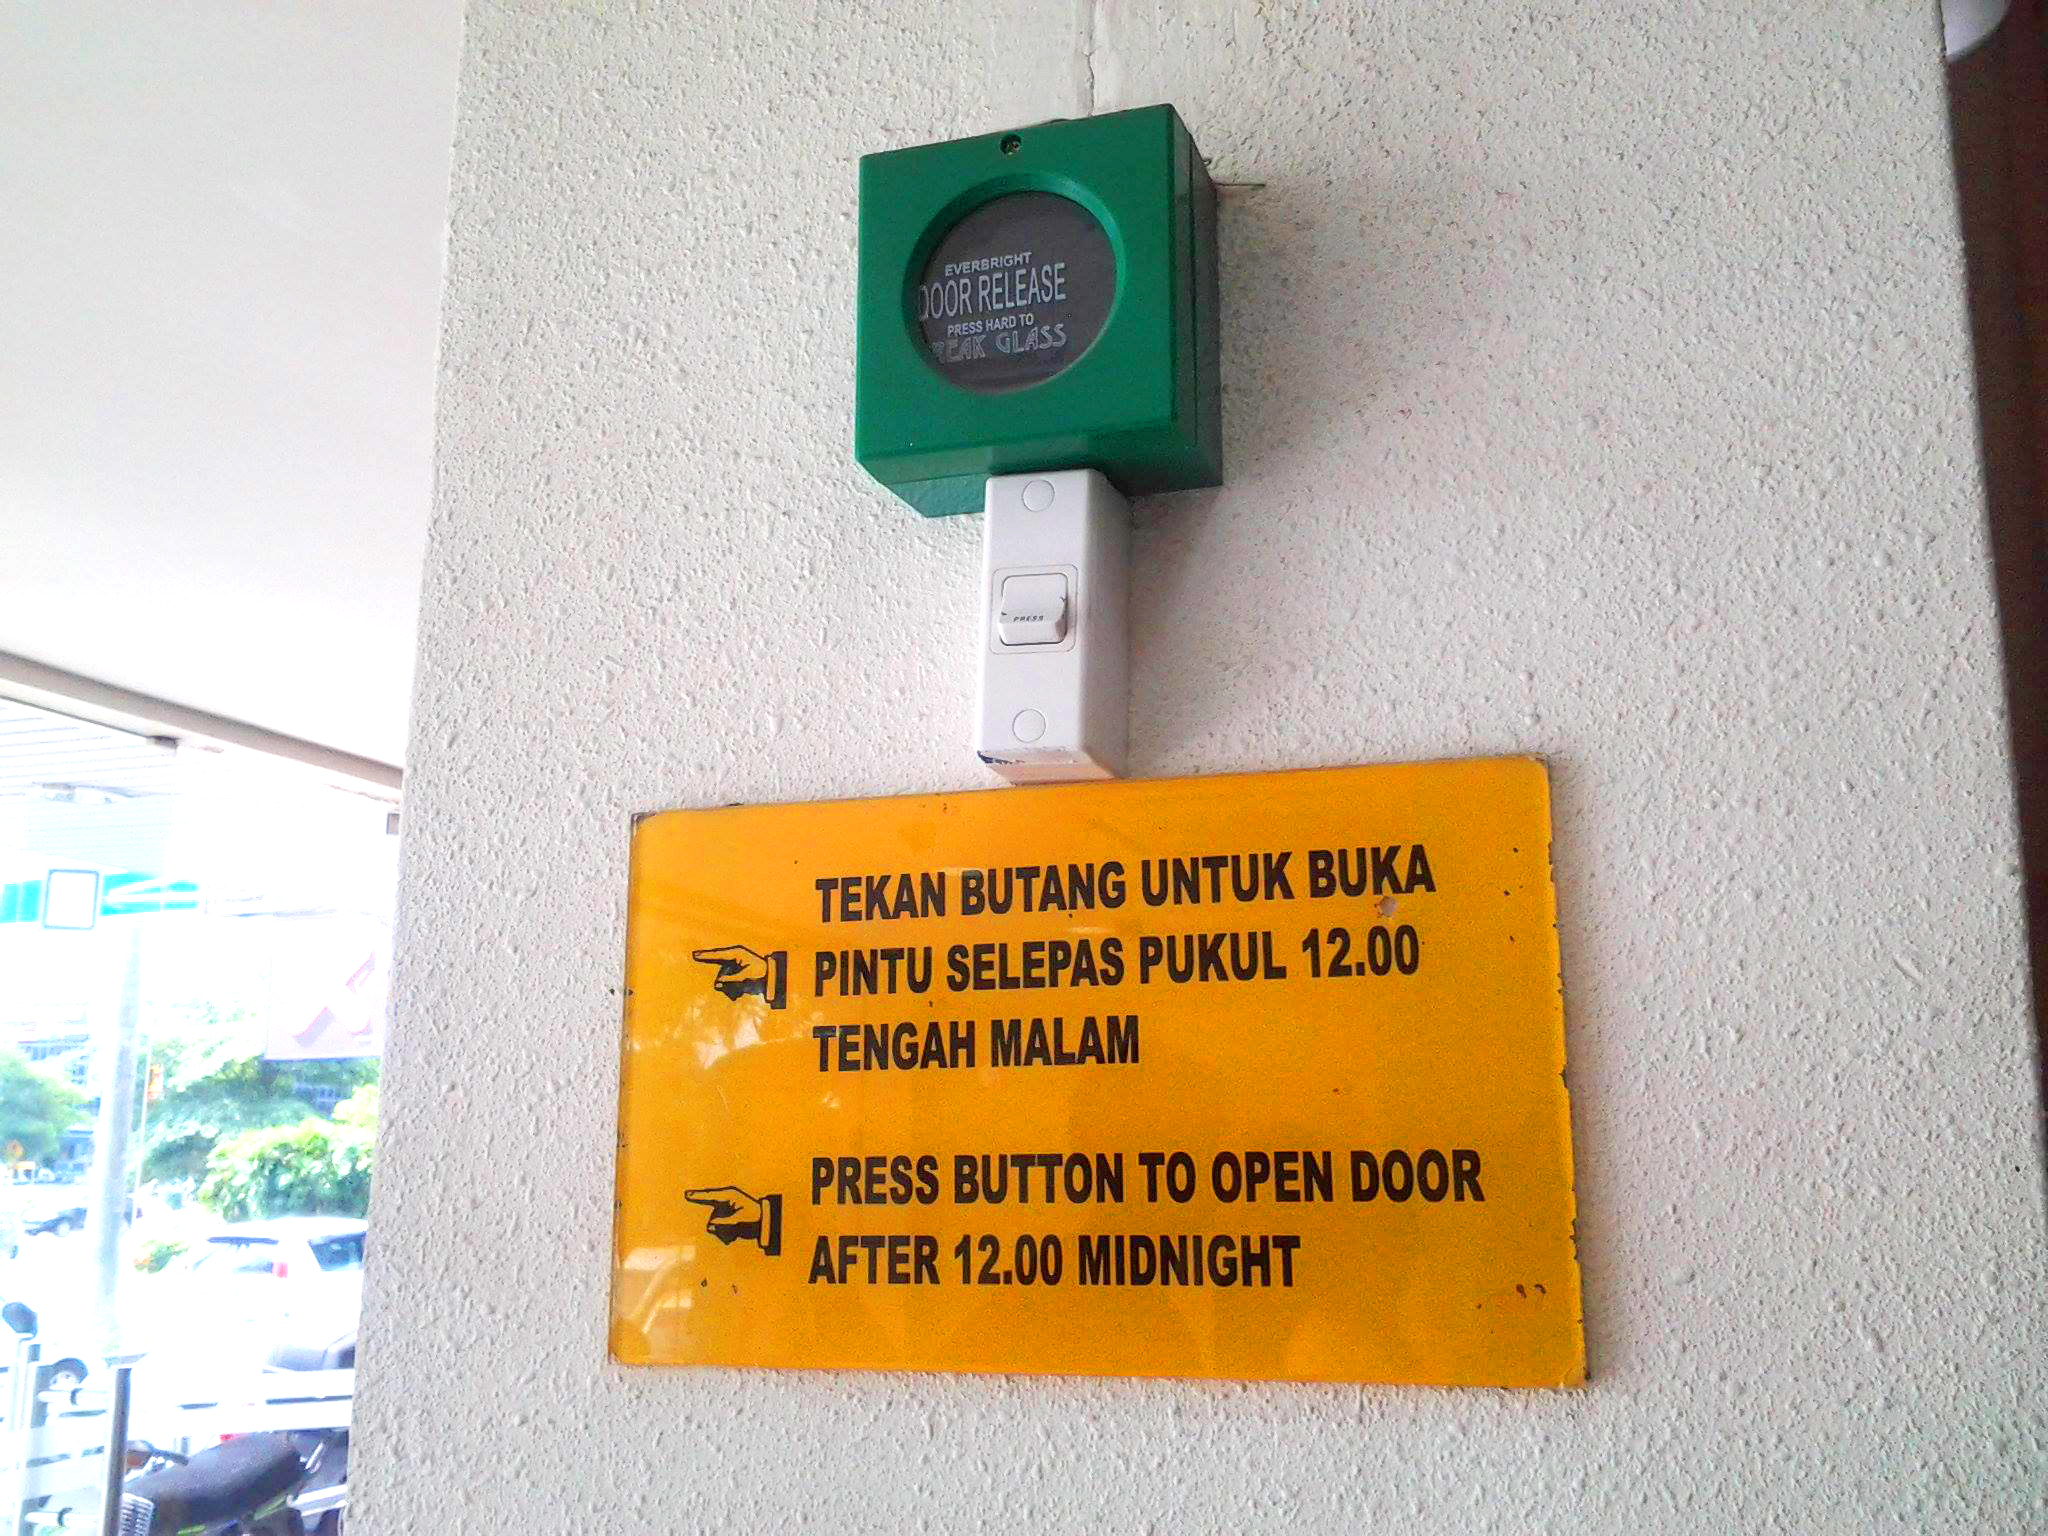 EVERBRIGHT
DOOR RELEASE
PRESS HARD TO
GLASS
PRESS
TEKAN BUTANG UNTUK BUKA
PINTU SELEPAS PUKUL 12.00
TENGAH MALAM
PRESS BUTTON TO OPEN DOOR
AFTER 12.00 MIDNIGHT